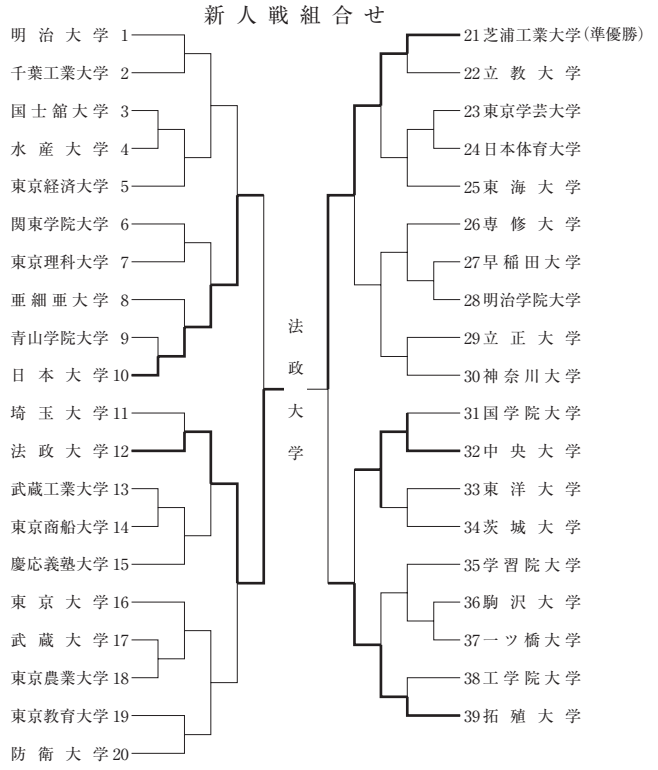 新人戦組合せ
明治大学 1
千葉工業大学 2
国士舘大学 3
水産大学 4
東京経済大学 5
関東学院大学 6
東京理科大学 7
亜細亜大学 8
青山学院大学 9
日本大学 10
埼玉大学 11
法政大学 12
武蔵工業大学 13
東京商船大学 14
慶応義塾大学 15
東京大学 16
武蔵大学 17
東京農業大学 18
東京教育大学 19
防衛大学 20
法政大学
21 芝浦工業大学(準優勝)
22 立教大学
23 東京学芸大学
24 日本体育大学
25 東海大学
26 専修大学
27 早稲田大学
28 明治学院大学
29 立正大学
30 神奈川大学
31 国学院大学
32 中央大学
33 東洋大学
34 茨城大学
35 学習院大学
36 駒沢大学
37 一ツ橋大学
38 工学院大学
39 拓殖大学